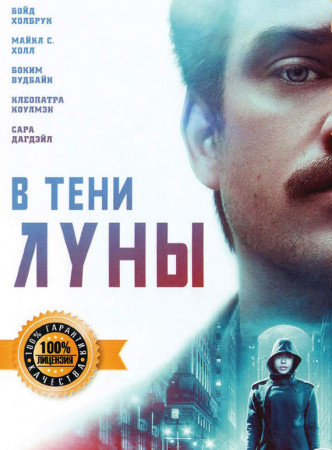 БОЙД
ХОЛБРУК
МАЙКЛ С.
ХОЛЛ
БОКИМ
ВУДБАЙН
КЛЕОПАТРА
КОУЛМЭН
САРА
ДАГДЭЙЛ
В ТЕНИ
ЛУНЫ
100% ГАРАНТИЯ
100%
ЛИЦЕНЗИЯ
КАЧЕСТВА